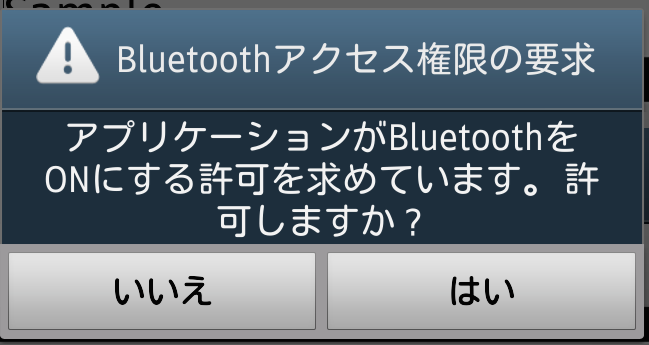 Sample
Bluetoothアクセス権限の要求
アプリケーションがBluetoothを
ONにする許可を求めています。 許
可しますか？
いいえ
はい